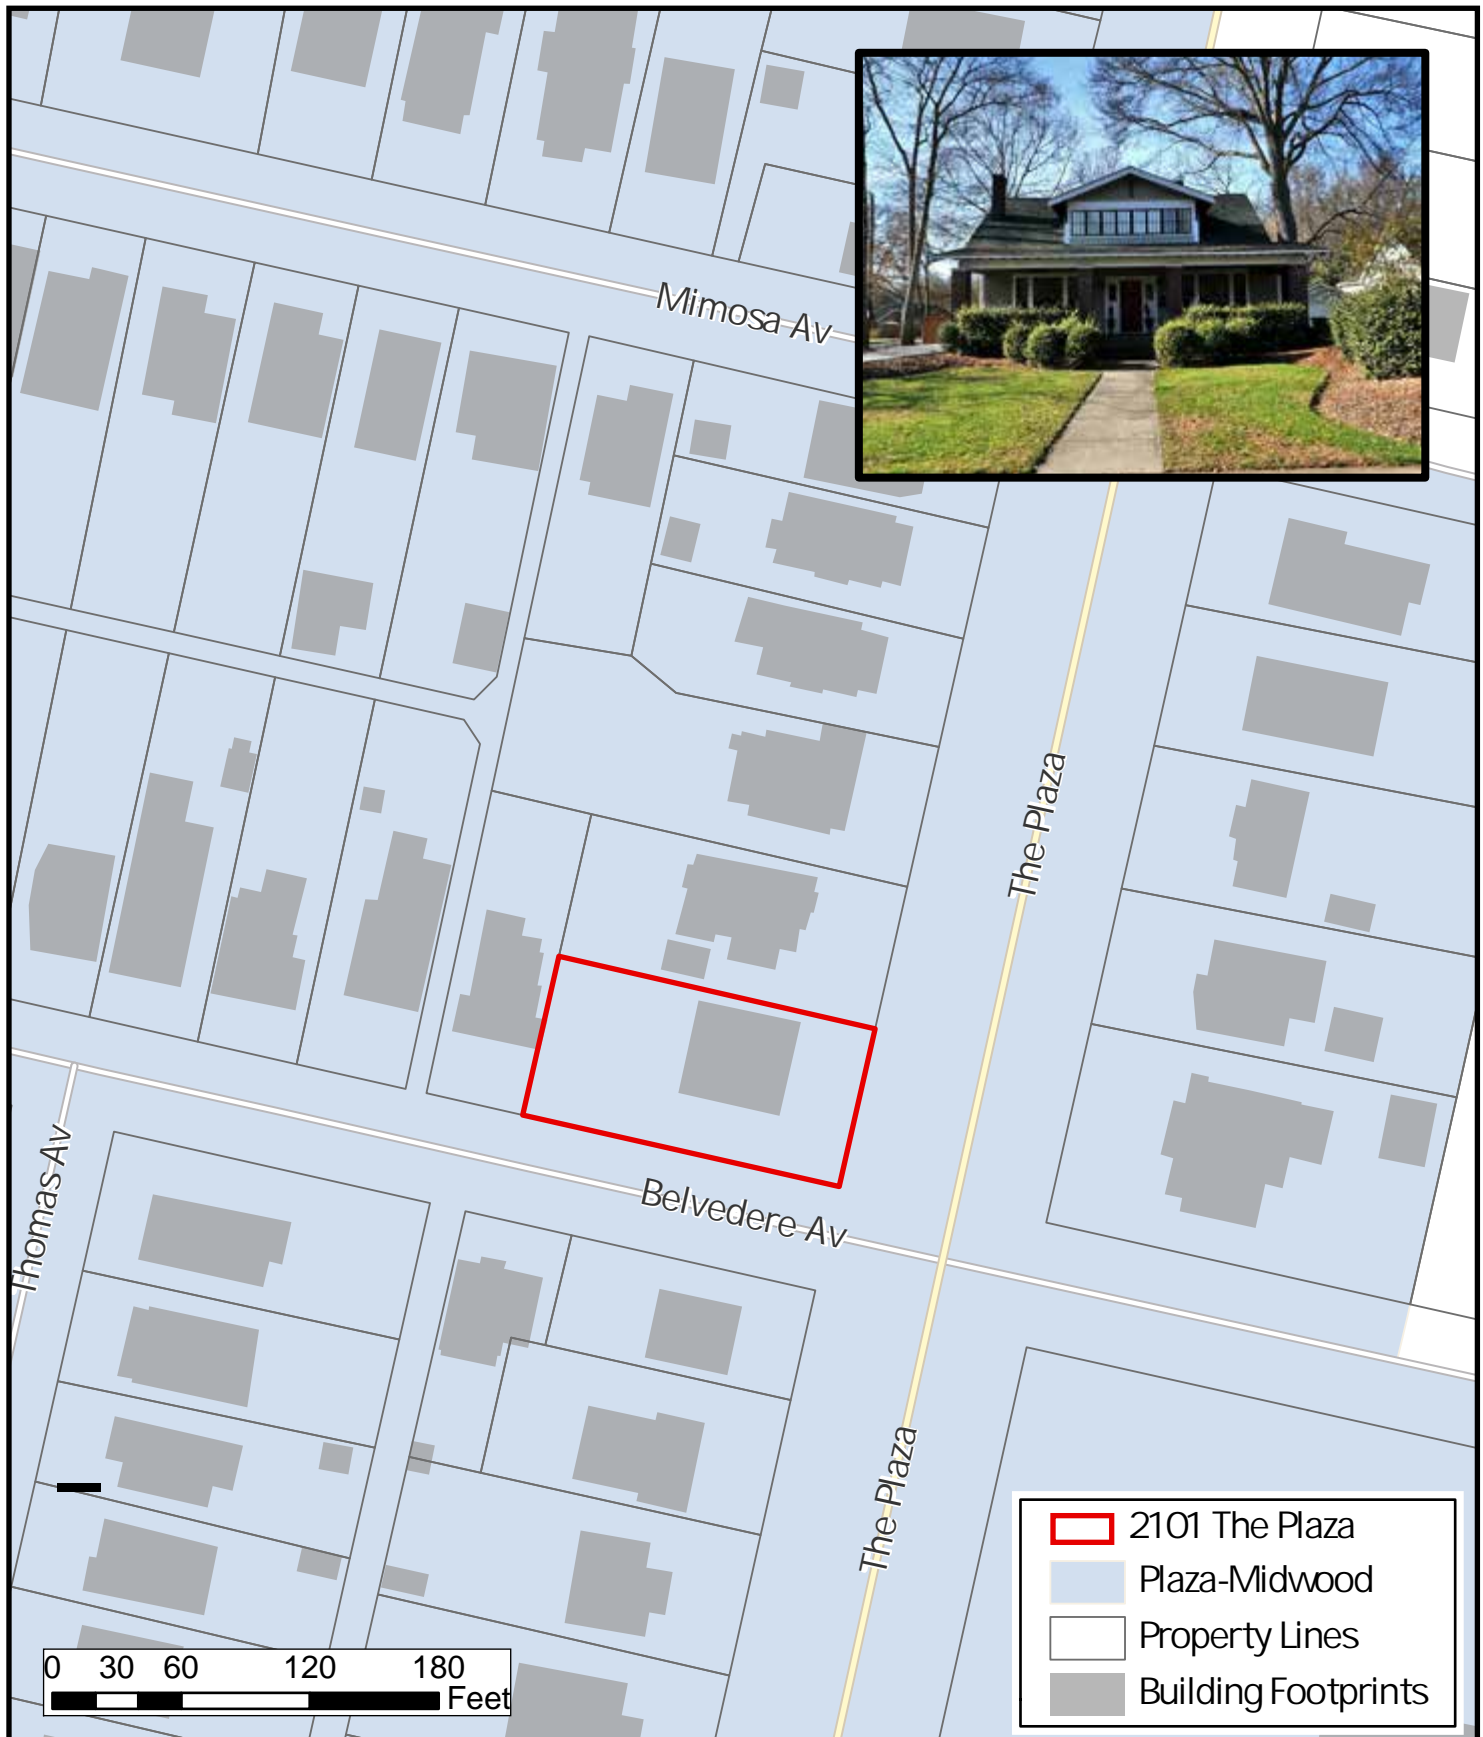 Mimosa Av
The Plaza
Thomas Av
Belvedere Av
The Plaza
2101 The Plaza
Plaza-Midwood
Property Lines
Building Footprints
0 30 60 120 180
Feet